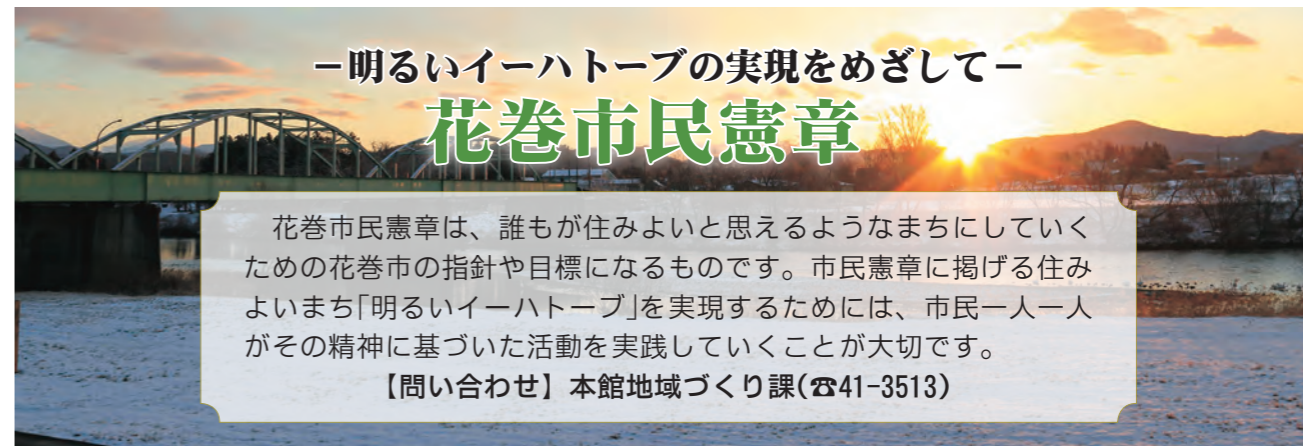 －明るいイーハトーブの実現をめざして－
花巻市民憲章
　花巻市民憲章は、誰もが住みよいと思えるようなまちにしていく
ための花巻市の指針や目標になるものです。市民憲章に掲げる住み
よいまち｢明るいイーハトーブ｣を実現するためには、市民一人一人
がその精神に基づいた活動を実践していくことが大切です。
【問い合わせ】本館地域づくり課(☎41-3513)